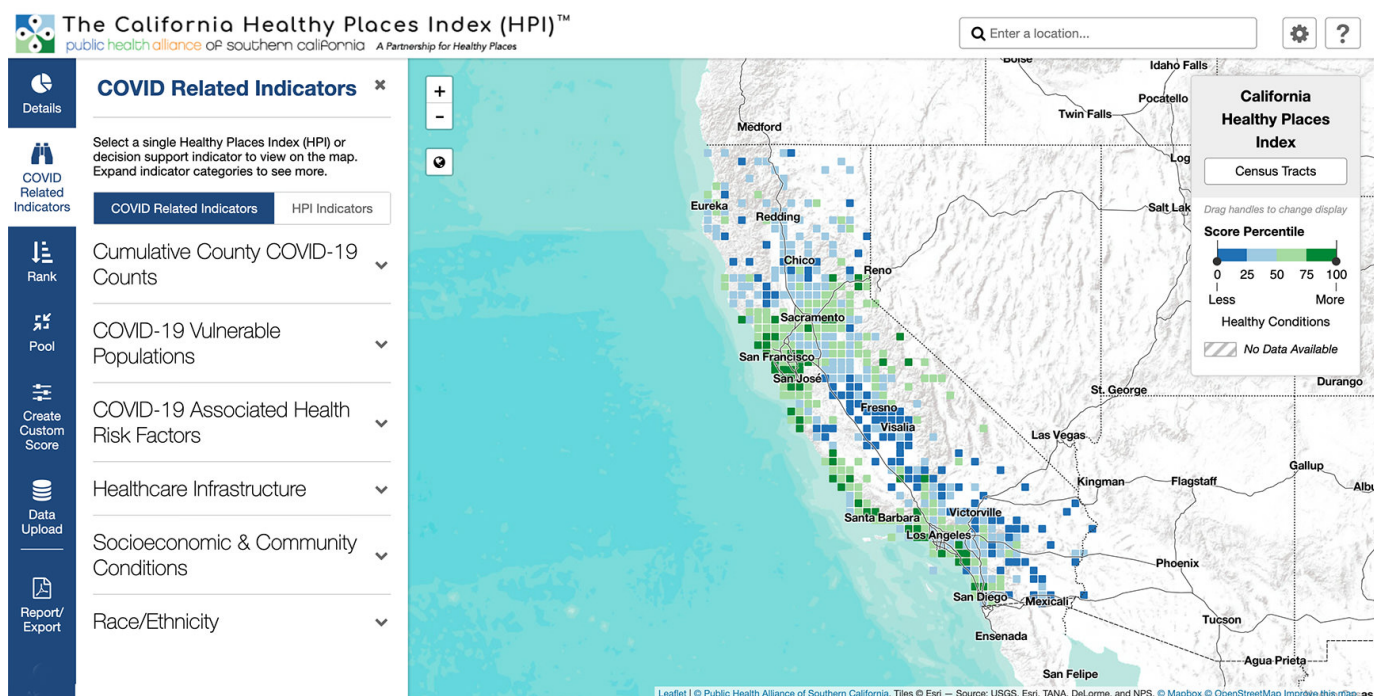 The California Healthy Places Index (HPI)™
public health alliance of southern california A Partnership for Healthy Places
Enter a location...
?
Details
COVID
Related
Indicators
Rank
Pool
Create
Custom
Score
Data
Upload
Report/
Export
COVID Related Indicators
Select a single Healthy Places Index (HPI) or
decision support indicator to view on the map.
Expand indicator categories to see more.
COVID Related Indicators HPI Indicators
Cumulative County COVID-19
Counts
COVID-19 Vulnerable
Populations
COVID-19 Associated Health
Risk Factors
Healthcare Infrastructure
Socioeconomic & Community
Conditions
Race/Ethnicity
+
−
Boise
Idaho Falls
Pocatello
Twin Falls
Medford
Log
Eureka
Redding
Salt Lak
Chico
Reno
Sacramento
San Francisco
San José
St. George
Durango
Fresno
Visalia
Las Vegas
Gallup
Kingman
Flagstaff
Albu
Santa Barbara
Victorville
Los Angeles
Phoenix
San Diego
Mexicali
Tucson
Ensenada
Agua Prieta
San Felipe
California
Healthy Places
Index
Census Tracts
Drag handles to change display
Score Percentile
0 25 50 75 100
Less More
Healthy Conditions
No Data Available
Leaflet | © Public Health Alliance of Southern California, Tiles © Esri — Source: USGS, Esri, TANA, DeLorme, and NPS, © Mapbox © OpenStreetMap Improve this map